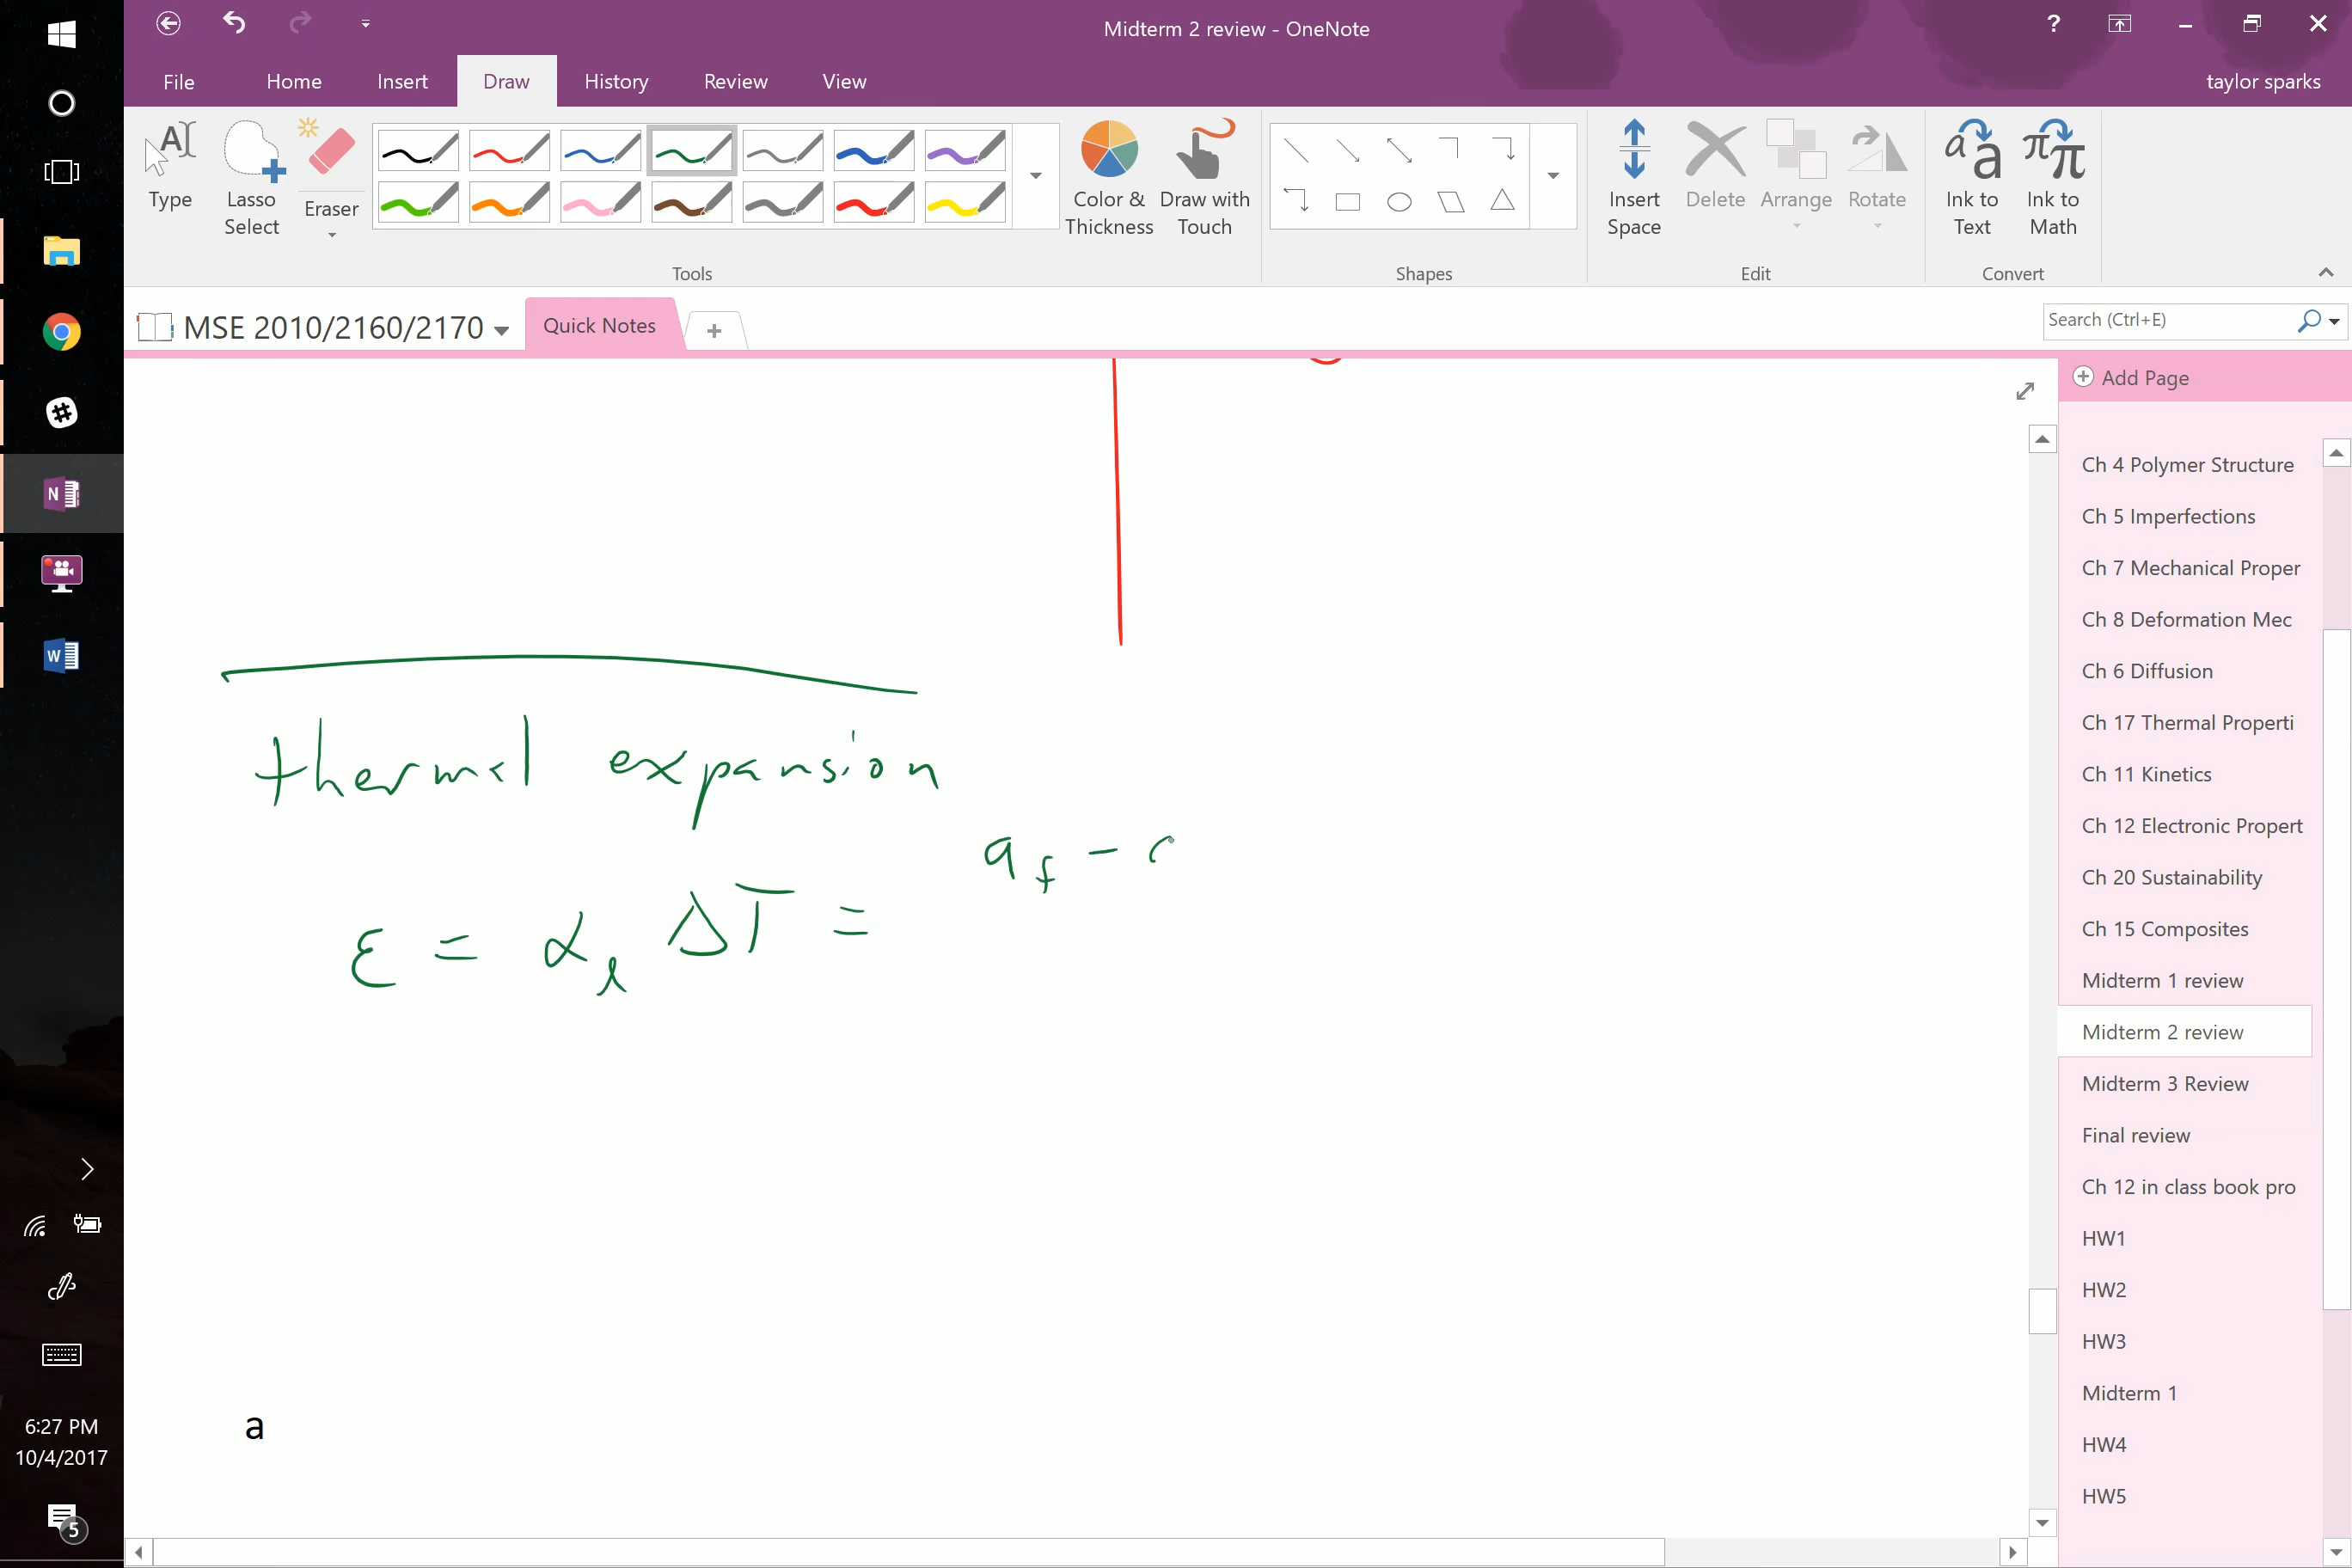 Midterm 2 review - OneNote
File Home Insert Draw History Review View
taylor sparks
Type
Lasso Select
Eraser
Color & Thickness
Draw with Touch
Insert Space
Delete
Arrange
Rotate
Ink to Text
Ink to Math
Tools
Shapes
Edit
Convert
MSE 2010/2160/2170
Quick Notes
Search (Ctrl+E)
Add Page
Ch 4 Polymer Structure
Ch 5 Imperfections
Ch 7 Mechanical Proper
Ch 8 Deformation Mec
Ch 6 Diffusion
Ch 17 Thermal Properti
Ch 11 Kinetics
Ch 12 Electronic Propert
Ch 20 Sustainability
Ch 15 Composites
Midterm 1 review
Midterm 2 review
Midterm 3 Review
Final review
Ch 12 in class book pro
HW1
HW2
HW3
Midterm 1
HW4
HW5
thermal expansion
a_f -
ε = α_l ΔT =
a
6:27 PM
10/4/2017
5